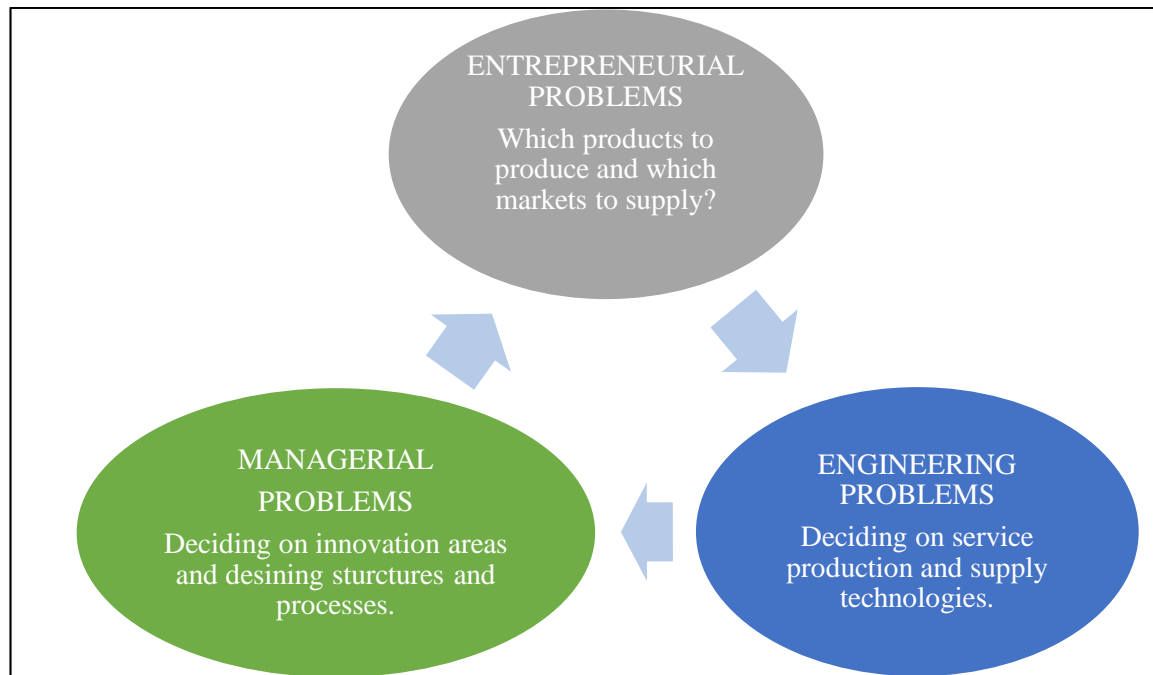 ENTREPRENEURIAL
PROBLEMS
Which products to
produce and which
markets to supply?
MANAGERIAL
PROBLEMS
Deciding on innovation areas
and desining sturctures and
processes.
ENGINEERING
PROBLEMS
Deciding on service
production and supply
technologies.